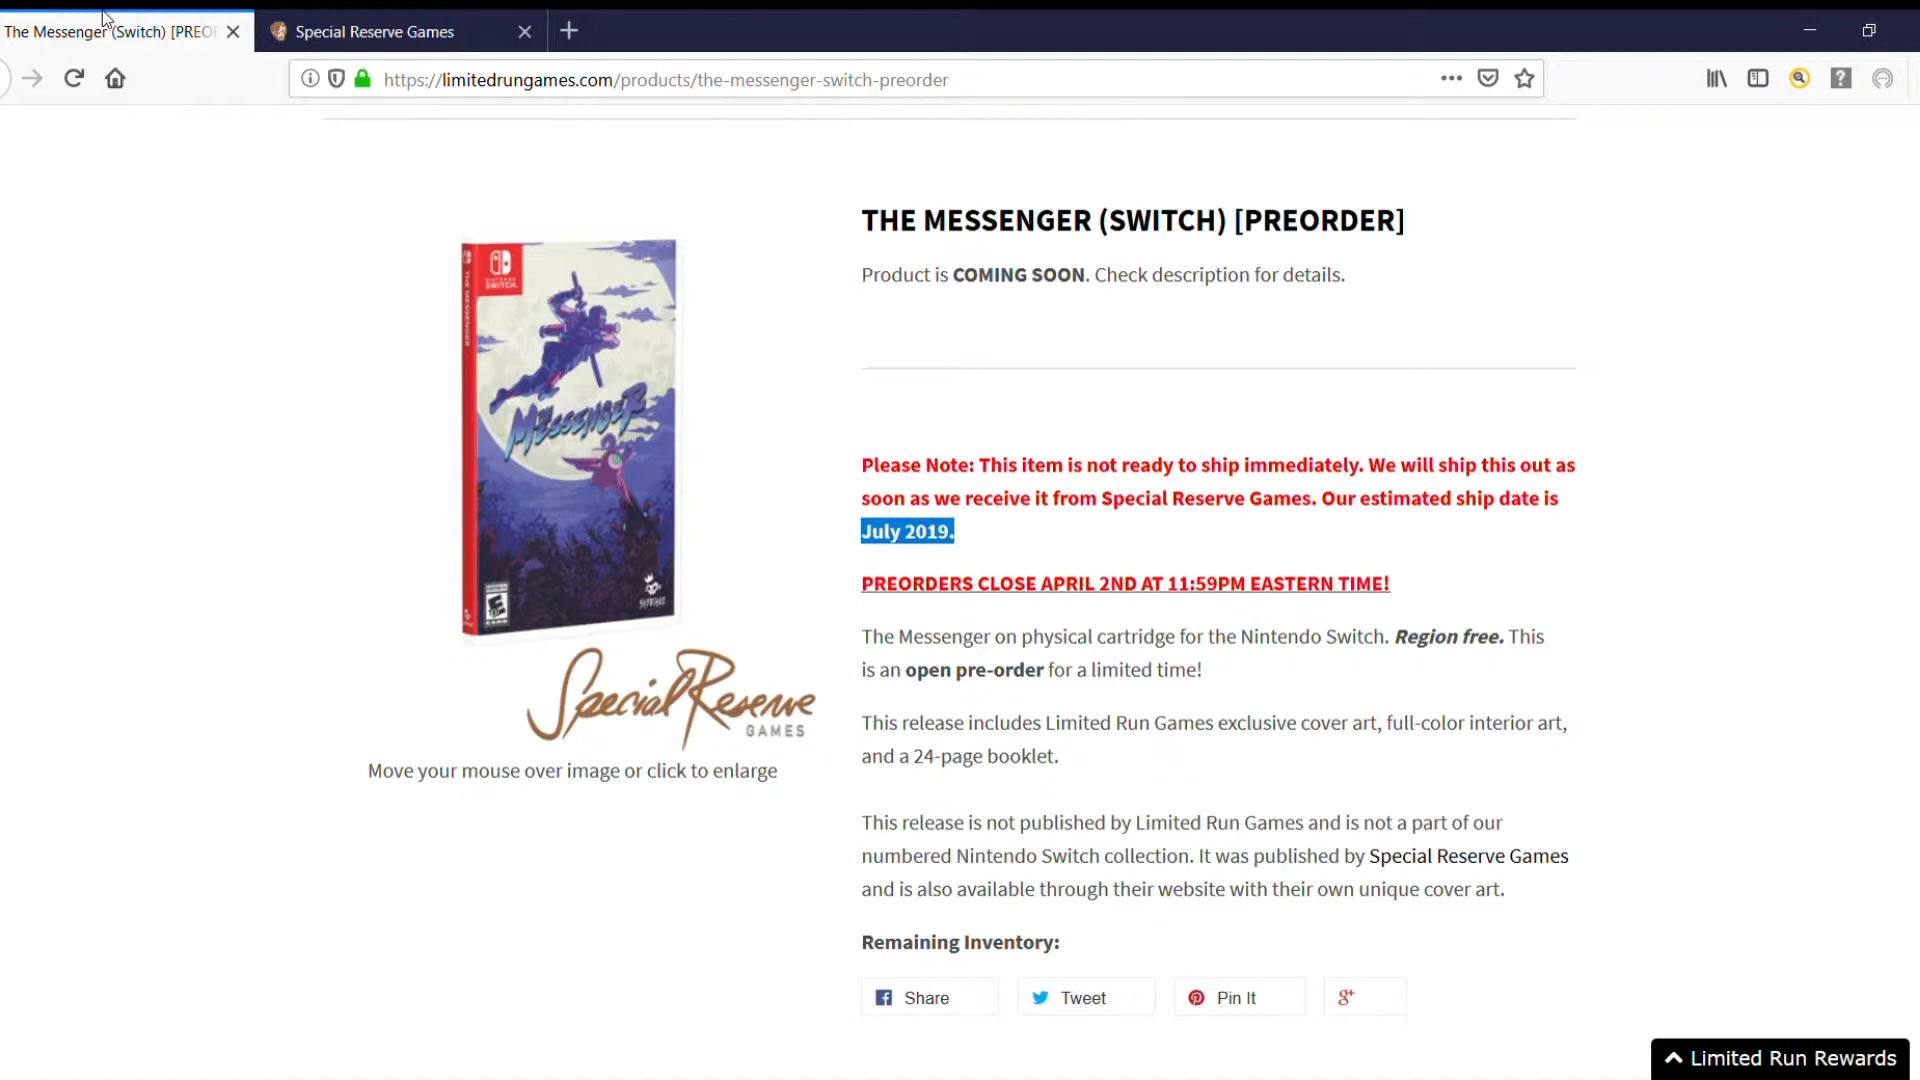 The Messenger (Switch) [PREOR
Special Reserve Games
https://limitedrungames.com/products/the-messenger-switch-preorder
THE MESSENGER (SWITCH) [PREORDER]
Product is COMING SOON. Check description for details.
NINTENDO
SWITCH
THE MESSENGER
THE MESSENGER
E
Special Reserve
GAMES
Move your mouse over image or click to enlarge
Please Note: This item is not ready to ship immediately. We will ship this out as
soon as we receive it from Special Reserve Games. Our estimated ship date is
July 2019.
PREORDERS CLOSE APRIL 2ND AT 11:59PM EASTERN TIME!
The Messenger on physical cartridge for the Nintendo Switch. Region free. This
is an open pre-order for a limited time!
This release includes Limited Run Games exclusive cover art, full-color interior art,
and a 24-page booklet.
This release is not published by Limited Run Games and is not a part of our
numbered Nintendo Switch collection. It was published by Special Reserve Games
and is also available through their website with their own unique cover art.
Remaining Inventory:
Share
Tweet
Pin It
g+
Limited Run Rewards